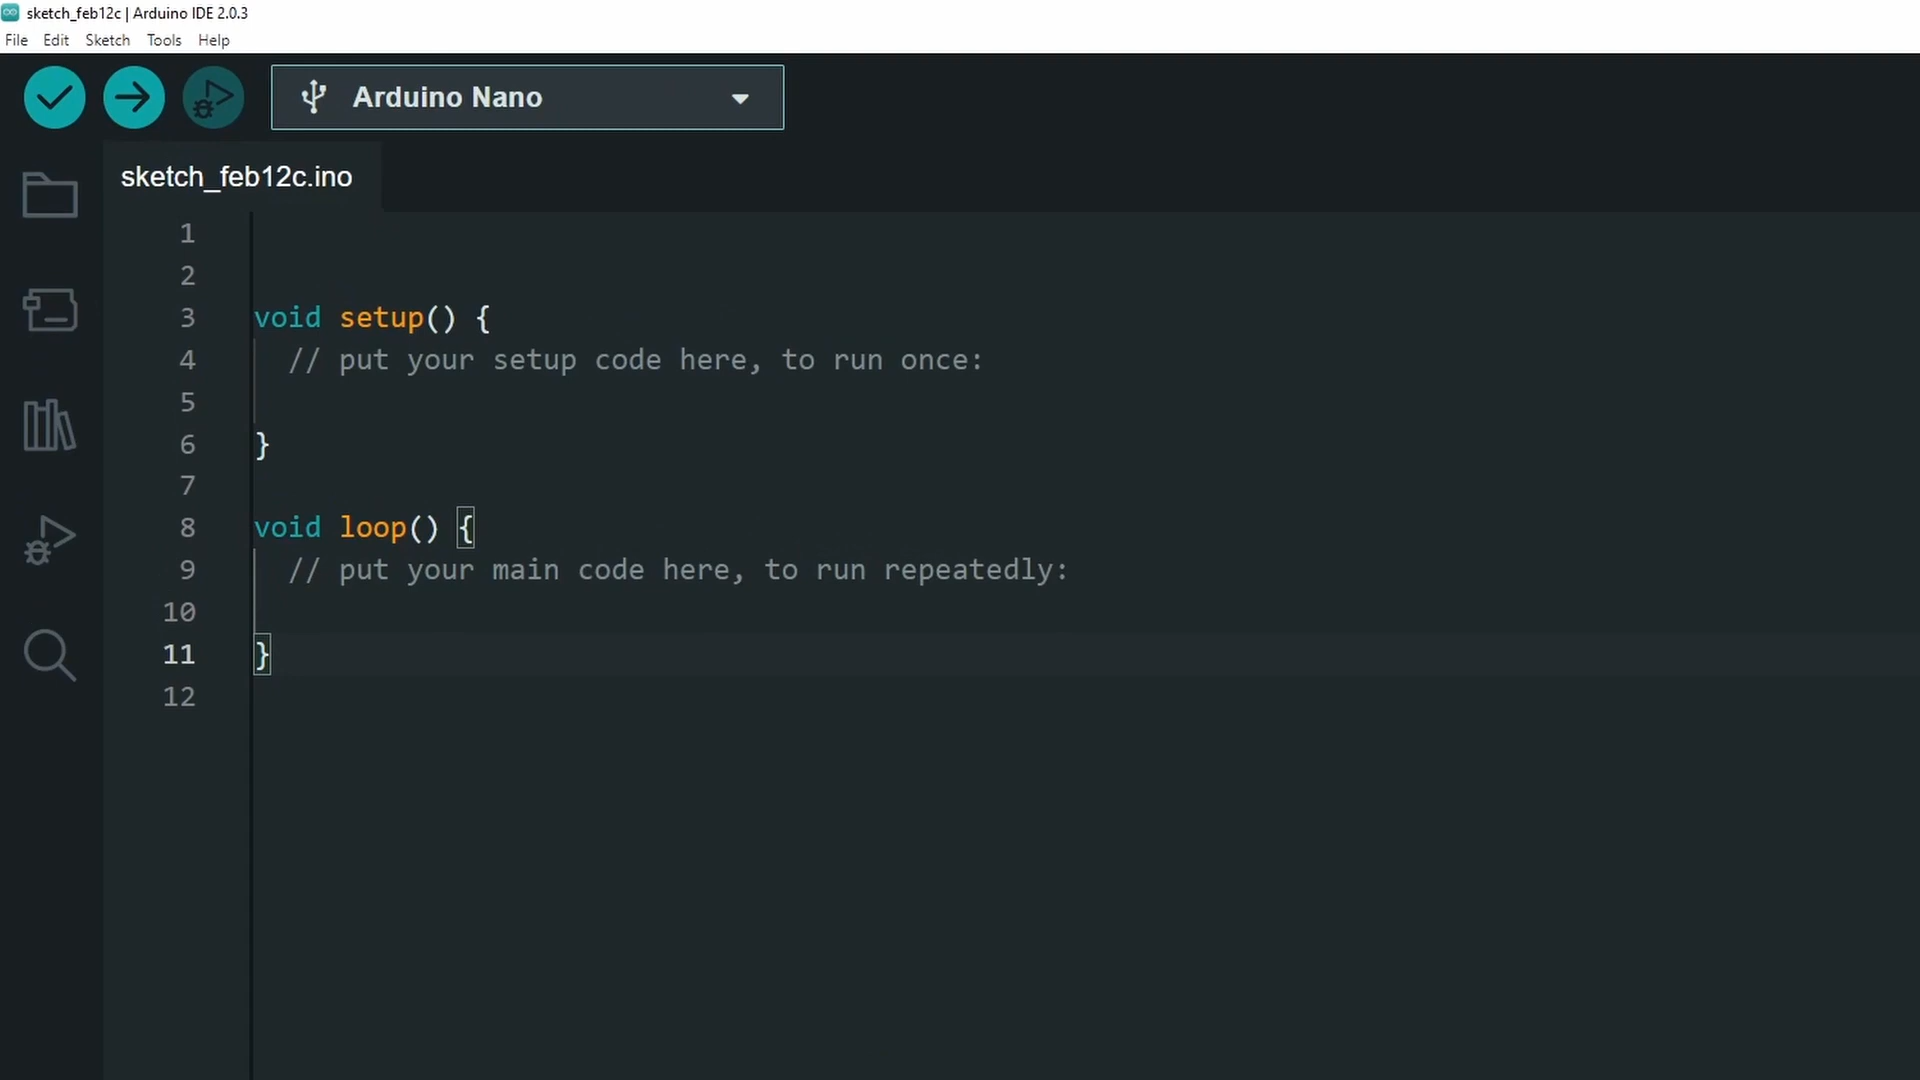 sketch_feb12c | Arduino IDE 2.0.3
File Edit Sketch Tools Help
Arduino Nano
sketch_feb12c.ino
1
2
3 void setup() {
4 // put your setup code here, to run once:
5
6 }
7
8 void loop() {
9 // put your main code here, to run repeatedly:
10
11 }
12